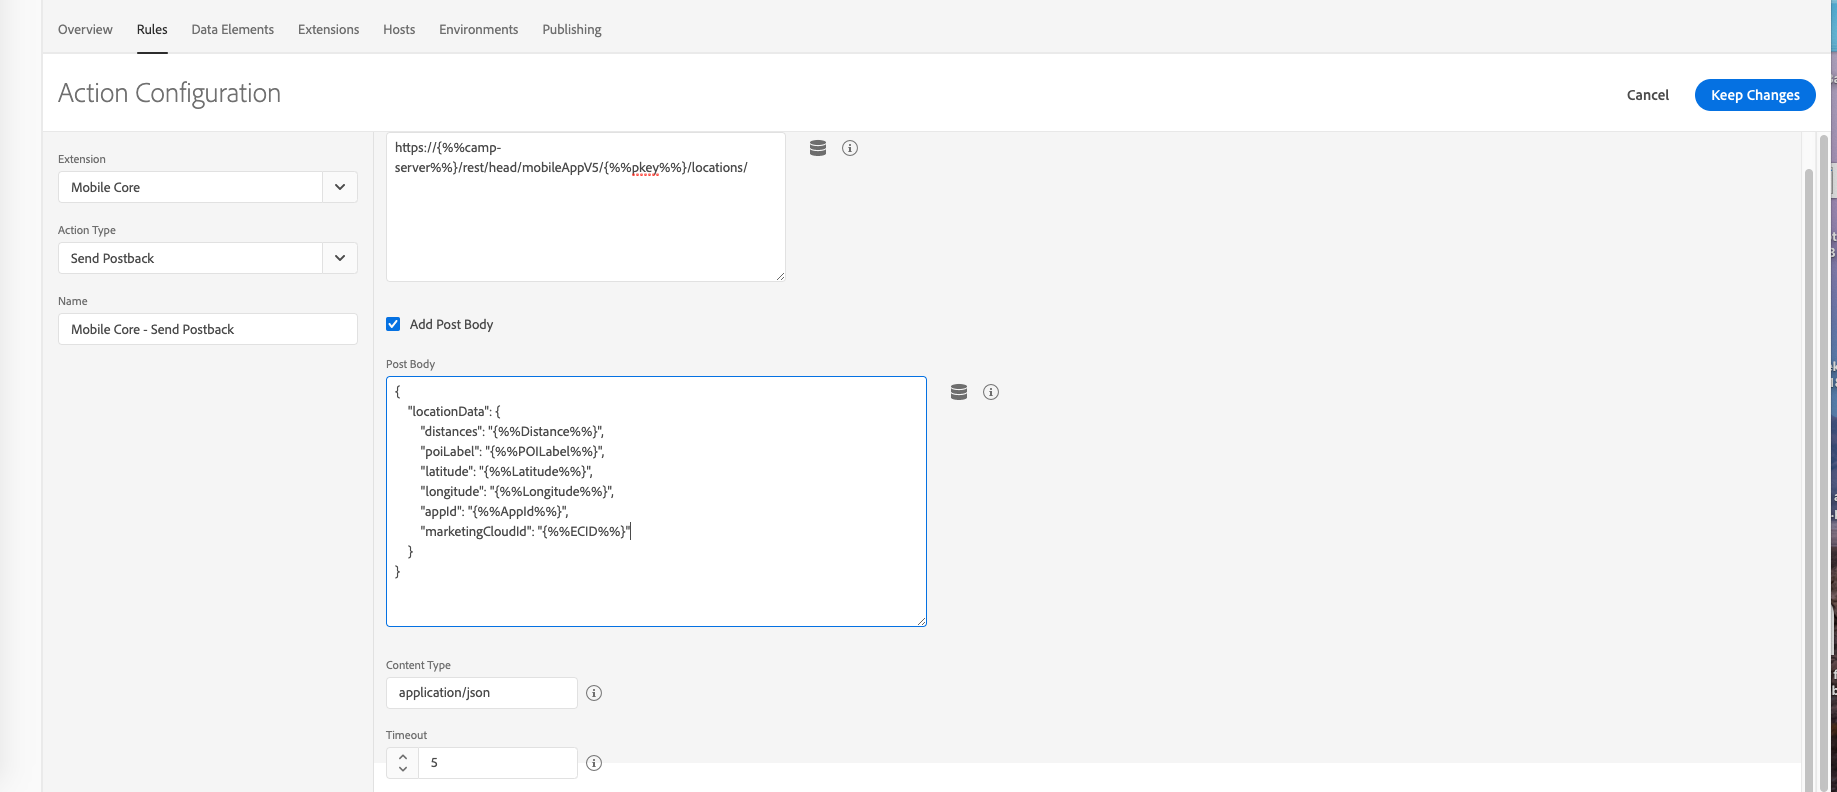 Overview Rules Data Elements Extensions Hosts Environments Publishing
Action Configuration
Cancel Keep Changes
Extension
Mobile Core
Action Type
Send Postback
Name
Mobile Core - Send Postback
https://{%%camp-
server%%}/rest/head/mobileAppV5/{%%pkey%%}/locations/
Add Post Body
Post Body
{
"locationData": {
"distances": "{%%Distance%%}",
"poiLabel": "{%%POILabel%%}",
"latitude": "{%%Latitude%%}",
"longitude": "{%%Longitude%%}",
"appId": "{%%AppId%%}",
"marketingCloudId": "{%%ECID%%}"
}
}
Content Type
application/json
Timeout
5